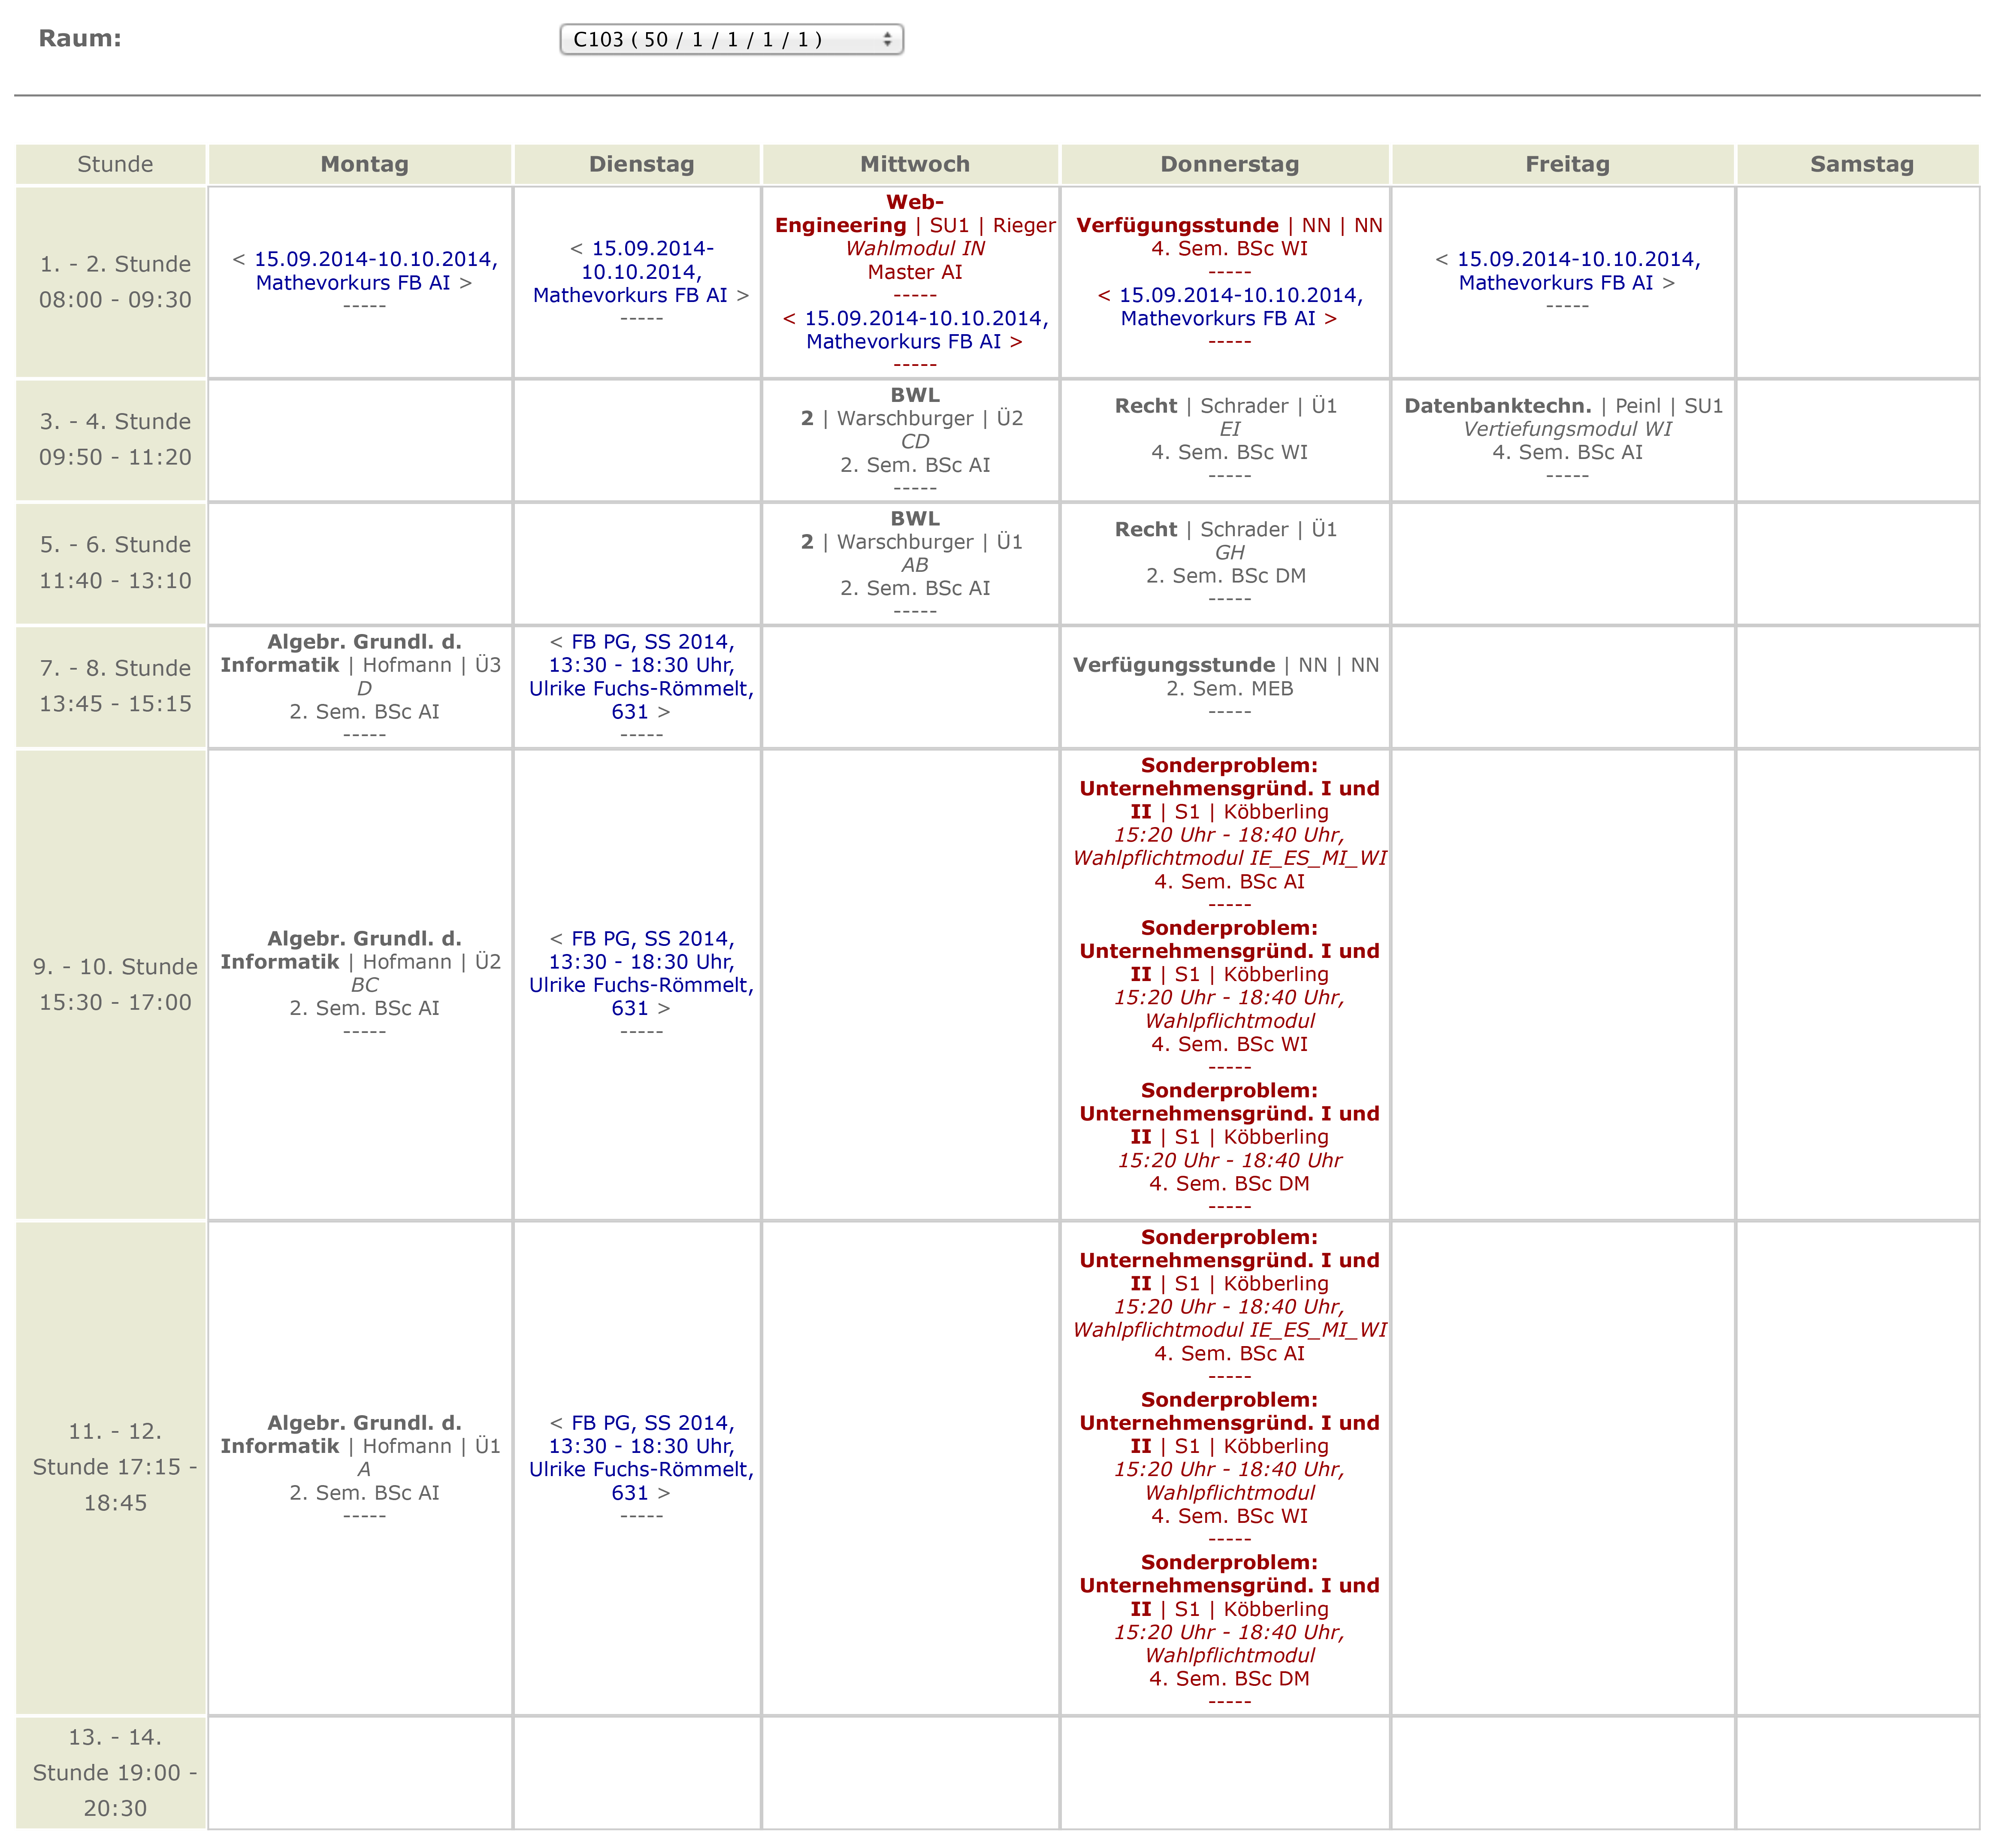 Raum:
C103 ( 50 / 1 / 1 / 1 / 1 )
Stunde
Montag
Dienstag
Mittwoch
Donnerstag
Freitag
Samstag
1. - 2. Stunde
08:00 - 09:30
< 15.09.2014-10.10.2014,
Mathevorkurs FB AI >
-----
< 15.09.2014-
10.10.2014,
Mathevorkurs FB AI >
-----
Web-
Engineering | SU1 | Rieger
Wahlmodul IN
Master AI
-----
< 15.09.2014-10.10.2014,
Mathevorkurs FB AI >
-----
Verfügungsstunde | NN | NN
4. Sem. BSc WI
-----
< 15.09.2014-10.10.2014,
Mathevorkurs FB AI >
-----
< 15.09.2014-10.10.2014,
Mathevorkurs FB AI >
-----
3. - 4. Stunde
09:50 - 11:20
BWL
2 | Warschburger | Ü2
CD
2. Sem. BSc AI
-----
Recht | Schrader | Ü1
EI
4. Sem. BSc WI
-----
Datenbanktechn. | Peinl | SU1
Vertiefungsmodul WI
4. Sem. BSc AI
-----
5. - 6. Stunde
11:40 - 13:10
BWL
2 | Warschburger | Ü1
AB
2. Sem. BSc AI
-----
Recht | Schrader | Ü1
GH
2. Sem. BSc DM
-----
7. - 8. Stunde
13:45 - 15:15
Algebr. Grundl. d.
Informatik | Hofmann | Ü3
D
2. Sem. BSc AI
-----
< FB PG, SS 2014,
13:30 - 18:30 Uhr,
Ulrike Fuchs-Römmelt,
631 >
-----
Verfügungsstunde | NN | NN
2. Sem. MEB
-----
9. - 10. Stunde
15:30 - 17:00
Algebr. Grundl. d.
Informatik | Hofmann | Ü2
BC
2. Sem. BSc AI
-----
< FB PG, SS 2014,
13:30 - 18:30 Uhr,
Ulrike Fuchs-Römmelt,
631 >
-----
Sonderproblem:
Unternehmensgründ. I und
II | S1 | Köbberling
15:20 Uhr - 18:40 Uhr,
Wahlpflichtmodul IE_ES_MI_WI
4. Sem. BSc AI
-----
Sonderproblem:
Unternehmensgründ. I und
II | S1 | Köbberling
15:20 Uhr - 18:40 Uhr,
Wahlpflichtmodul
4. Sem. BSc WI
-----
Sonderproblem:
Unternehmensgründ. I und
II | S1 | Köbberling
15:20 Uhr - 18:40 Uhr
4. Sem. BSc DM
-----
11. - 12.
Stunde 17:15 -
18:45
Algebr. Grundl. d.
Informatik | Hofmann | Ü1
A
2. Sem. BSc AI
-----
< FB PG, SS 2014,
13:30 - 18:30 Uhr,
Ulrike Fuchs-Römmelt,
631 >
-----
Sonderproblem:
Unternehmensgründ. I und
II | S1 | Köbberling
15:20 Uhr - 18:40 Uhr,
Wahlpflichtmodul IE_ES_MI_WI
4. Sem. BSc AI
-----
Sonderproblem:
Unternehmensgründ. I und
II | S1 | Köbberling
15:20 Uhr - 18:40 Uhr,
Wahlpflichtmodul
4. Sem. BSc WI
-----
Sonderproblem:
Unternehmensgründ. I und
II | S1 | Köbberling
15:20 Uhr - 18:40 Uhr,
Wahlpflichtmodul
4. Sem. BSc DM
-----
13. - 14.
Stunde 19:00 -
20:30